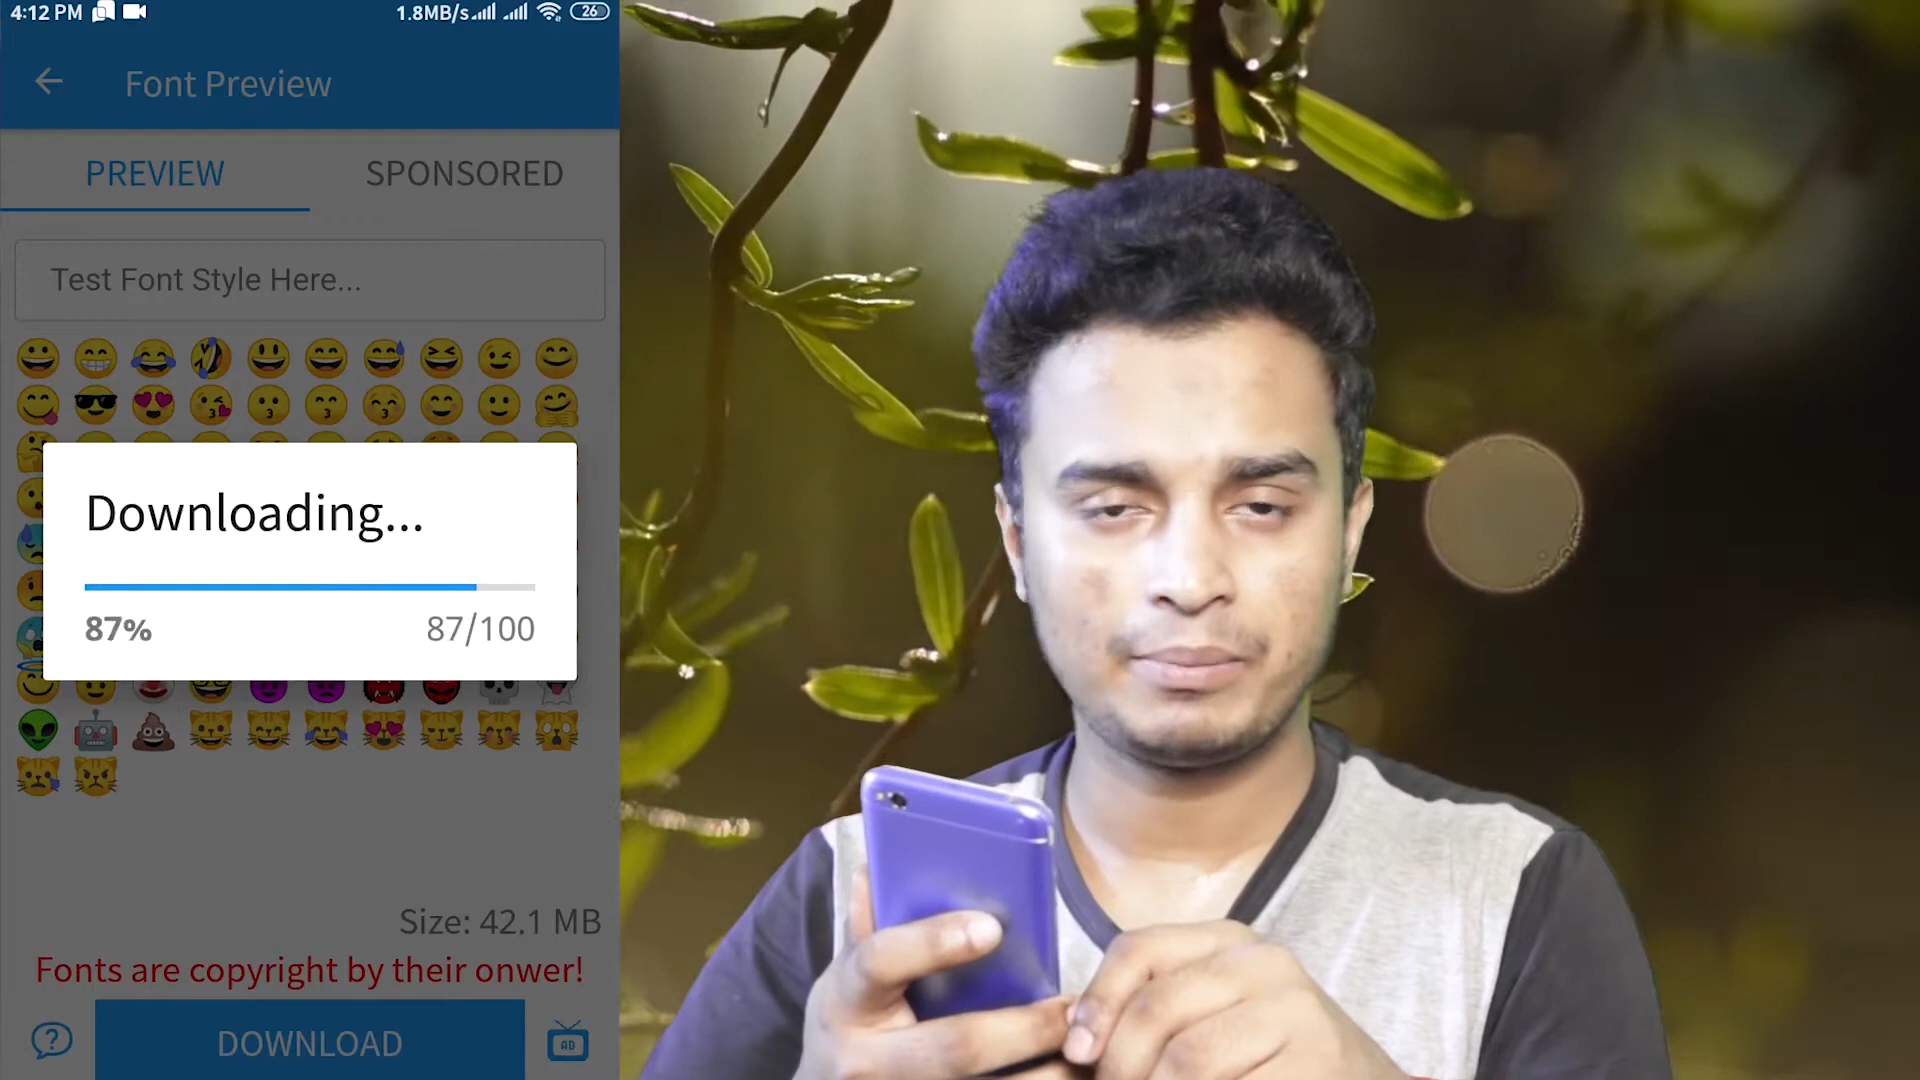 4:12 PM 1.8MB/s 26
Font Preview
PREVIEW SPONSORED
Test Font Style Here...
Downloading...
87% 87/100
Size: 42.1 MB
Fonts are copyright by their onwer!
DOWNLOAD
AD